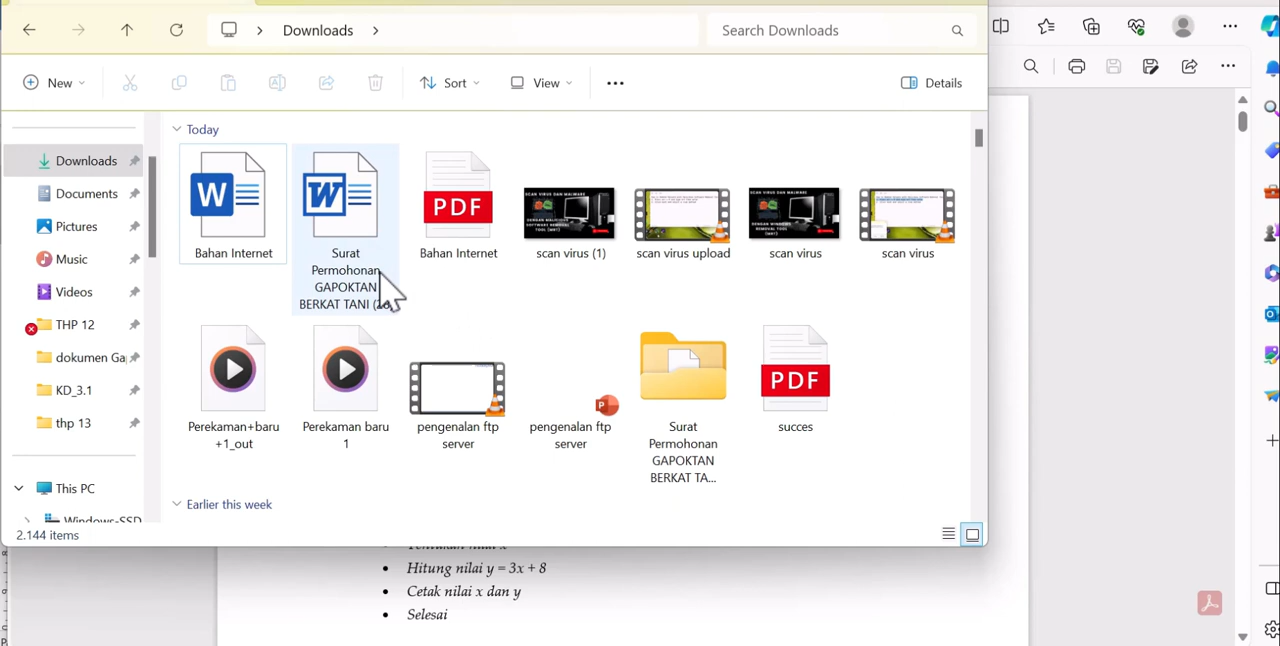 Downloads
Search Downloads
New
Sort
View
Details
Today
Downloads
Documents
Pictures
Music
Videos
THP 12
dokumen Ga
KD_3.1
thp 13
This PC
Windows-SSD
Bahan Internet
Surat
Permohonan
GAPOKTAN
BERKAT TANI
Bahan Internet
scan virus (1)
scan virus upload
scan virus
scan virus
Perekaman+baru
+1_out
Perekaman baru
1
pengenalan ftp
server
pengenalan ftp
server
Surat
Permohonan
GAPOKTAN
BERKAT TA...
succes
Earlier this week
2.144 items
• Hitung nilai y = 3x + 8
• Cetak nilai x dan y
• Selesai